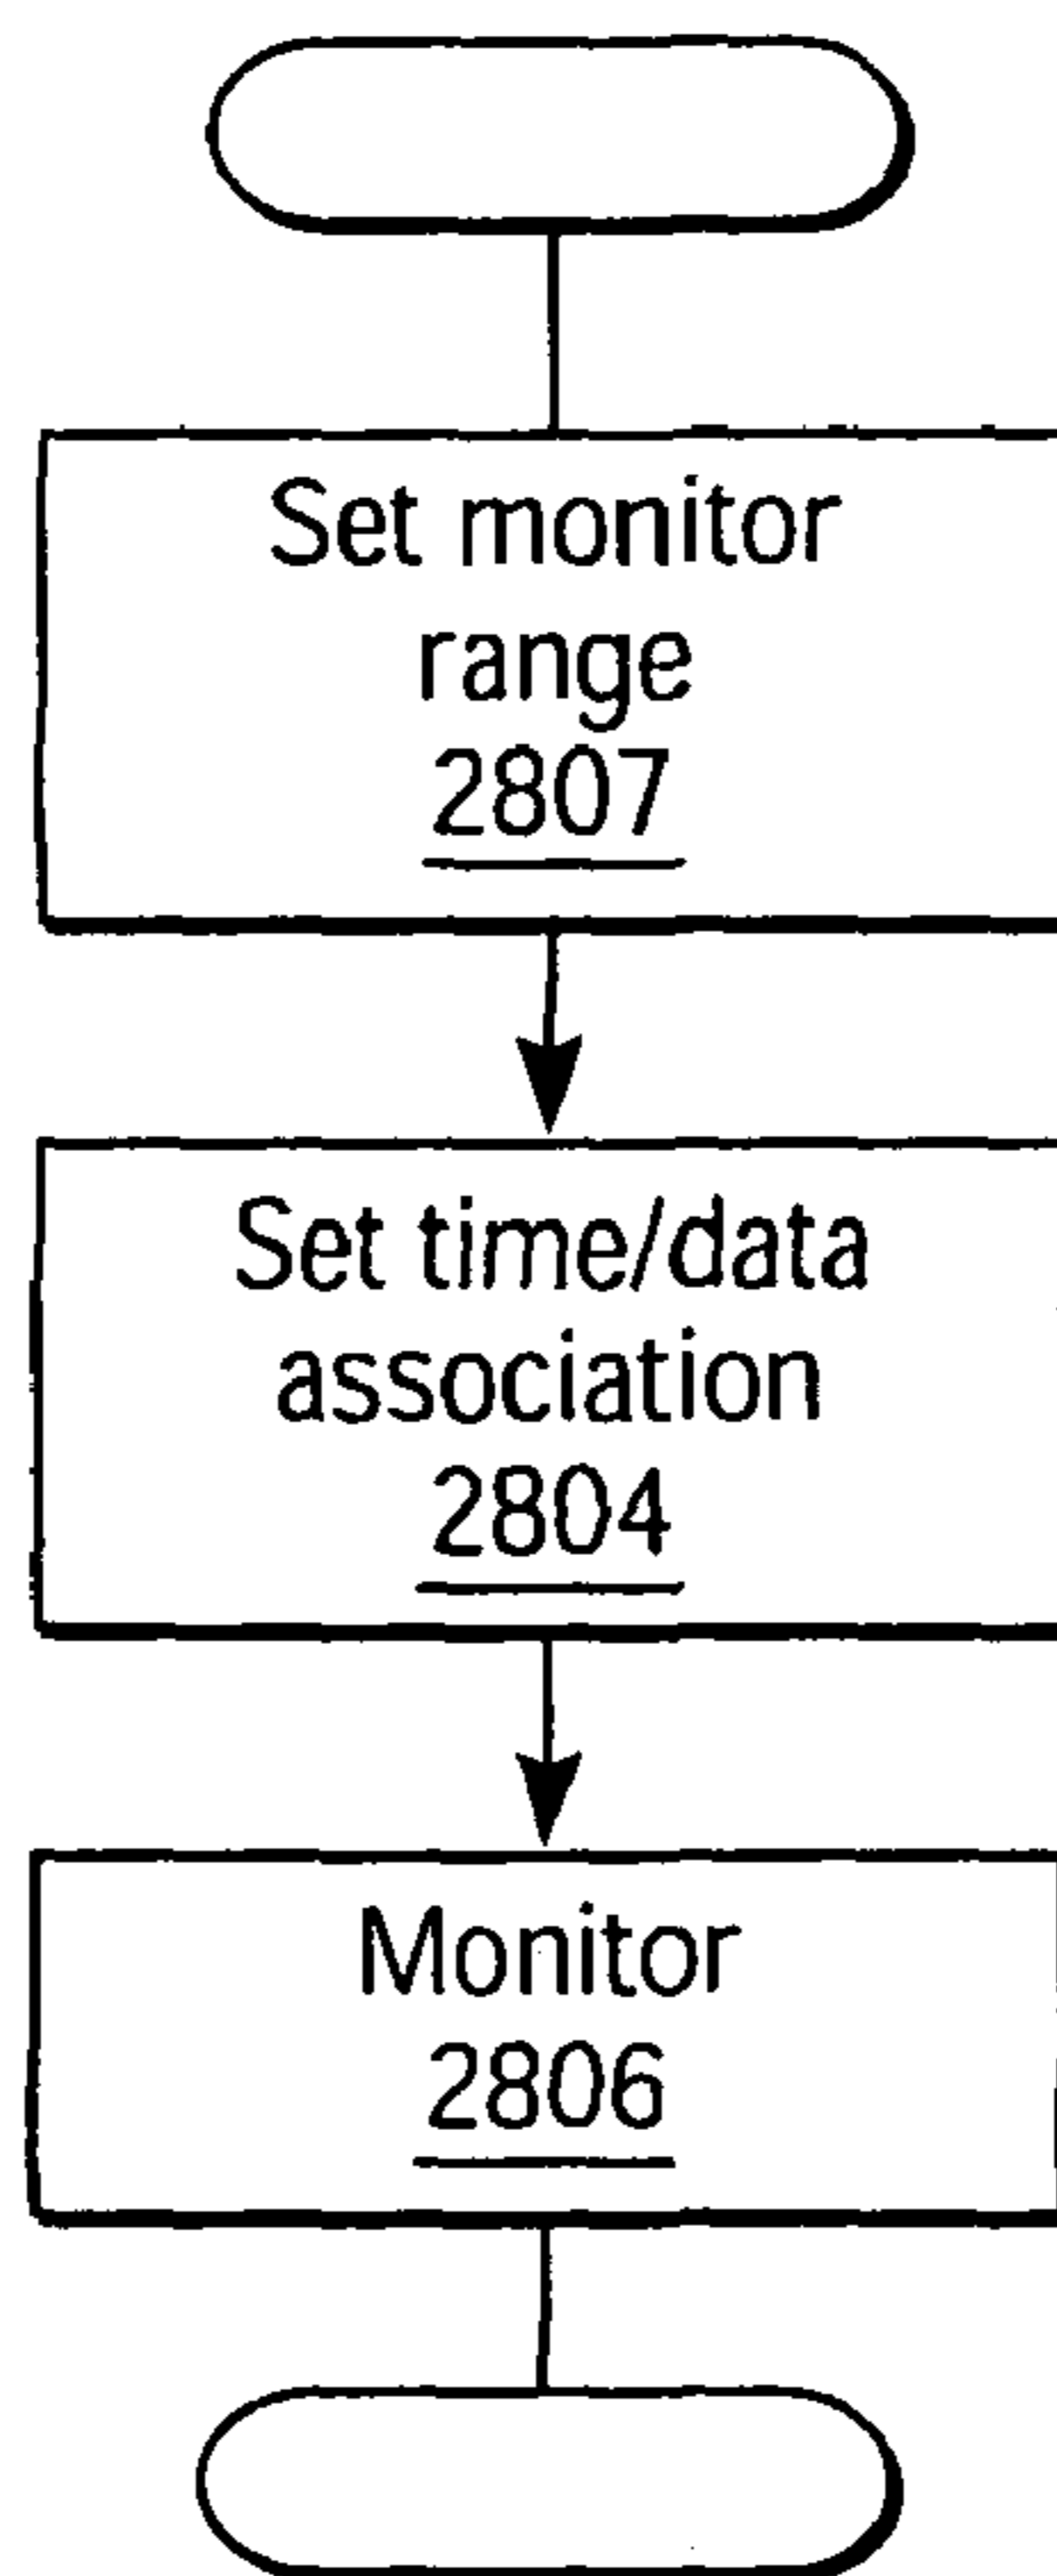 Set monitor
range
2807
Set time/data
association
2804
Monitor
2806